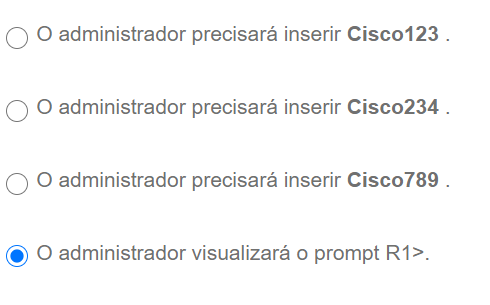 O administrador precisará inserir Cisco123 .
O administrador precisará inserir Cisco234 .
O administrador precisará inserir Cisco789 .
O administrador visualizará o prompt R1>.